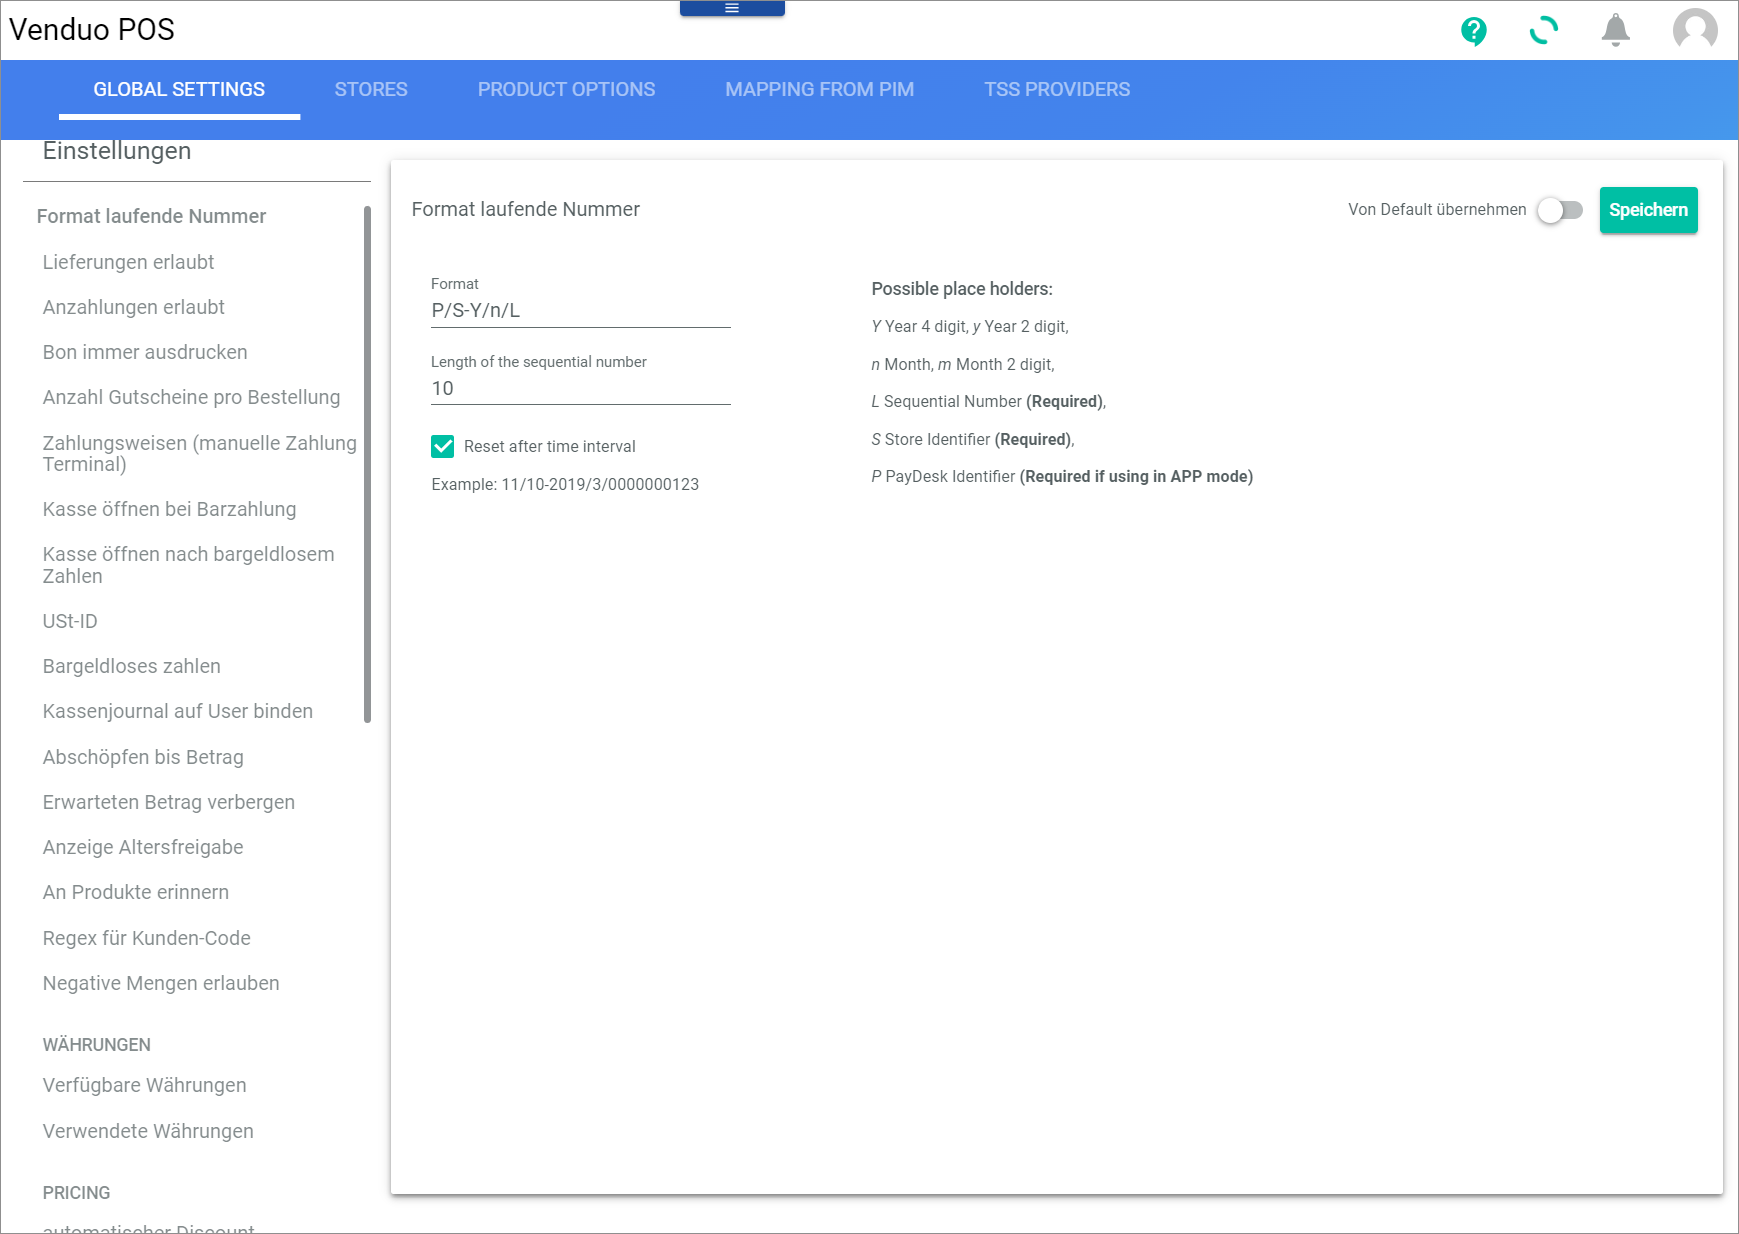 Venduo POS
GLOBAL SETTINGS
STORES
PRODUCT OPTIONS
MAPPING FROM PIM
TSS PROVIDERS
Einstellungen
Format laufende Nummer
Lieferungen erlaubt
Anzahlungen erlaubt
Bon immer ausdrucken
Anzahl Gutscheine pro Bestellung
Zahlungsweisen (manuelle Zahlung
Terminal)
Kasse öffnen bei Barzahlung
Kasse öffnen nach bargeldlosem
Zahlen
USt-ID
Bargeldloses zahlen
Kassenjournal auf User binden
Abschöpfen bis Betrag
Erwarteten Betrag verbergen
Anzeige Altersfreigabe
An Produkte erinnern
Regex für Kunden-Code
Negative Mengen erlauben
WÄHRUNGEN
Verfügbare Währungen
Verwendete Währungen
PRICING
automatischer Discount
Format laufende Nummer
Von Default übernehmen
Speichern
Format
P/S-Y/n/L
Length of the sequential number
10
Reset after time interval
Example: 11/10-2019/3/0000000123
Possible place holders:
Y Year 4 digit, y Year 2 digit,
n Month, m Month 2 digit,
L Sequential Number (Required),
S Store Identifier (Required),
P PayDesk Identifier (Required if using in APP mode)